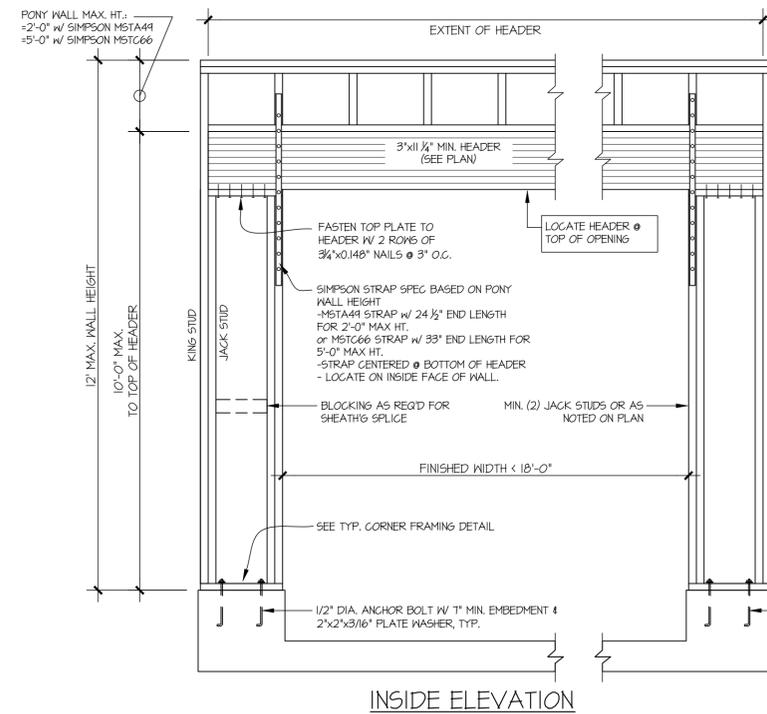 PONY WALL MAX. HT.:
=2'-0" W/ SIMPSON MSTA49
=5'-0" W/ SIMPSON MSTC66
EXTENT OF HEADER
3"x11 1/4" MIN. HEADER
(SEE PLAN)
FASTEN TOP PLATE TO
HEADER W/ 2 ROWS OF
3 1/4"x0.148" NAILS @ 3" O.C.
LOCATE HEADER @
TOP OF OPENING
SIMPSON STRAP SPEC BASED ON PONY
WALL HEIGHT
-MSTA49 STRAP w/ 24 1/2" END LENGTH
FOR 2'-0" MAX HT.
or MSTC66 STRAP w/ 33" END LENGTH FOR
5'-0" MAX HT.
-STRAP CENTERED @ BOTTOM OF HEADER
- LOCATE ON INSIDE FACE OF WALL.
12' MAX. WALL HEIGHT
10'-0" MAX.
TO TOP OF HEADER
KING STUD
JACK STUD
BLOCKING AS REQ'D FOR
SHEATH'G SPLICE
MIN. (2) JACK STUDS OR AS
NOTED ON PLAN
FINISHED WIDTH < 18'-0"
SEE TYP. CORNER FRAMING DETAIL
1/2" DIA. ANCHOR BOLT W/ 7" MIN. EMBEDMENT &
2"x2"x3/16" PLATE WASHER, TYP.
INSIDE ELEVATION